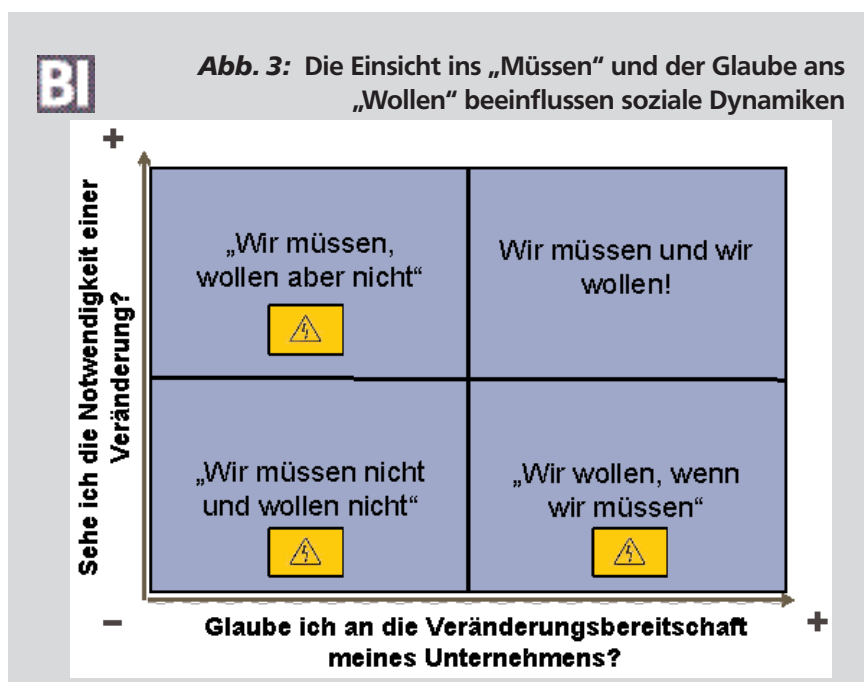 BI
Abb. 3: Die Einsicht ins „Müssen“ und der Glaube ans
„Wollen“ beeinflussen soziale Dynamiken
+
Sehe ich die Notwendigkeit einer
Veränderung?
„Wir müssen,
wollen aber nicht“
Wir müssen und wir
wollen!
„Wir müssen nicht
und wollen nicht“
„Wir wollen, wenn
wir müssen“
–
Glaube ich an die Veränderungsbereitschaft
meines Unternehmens?
+